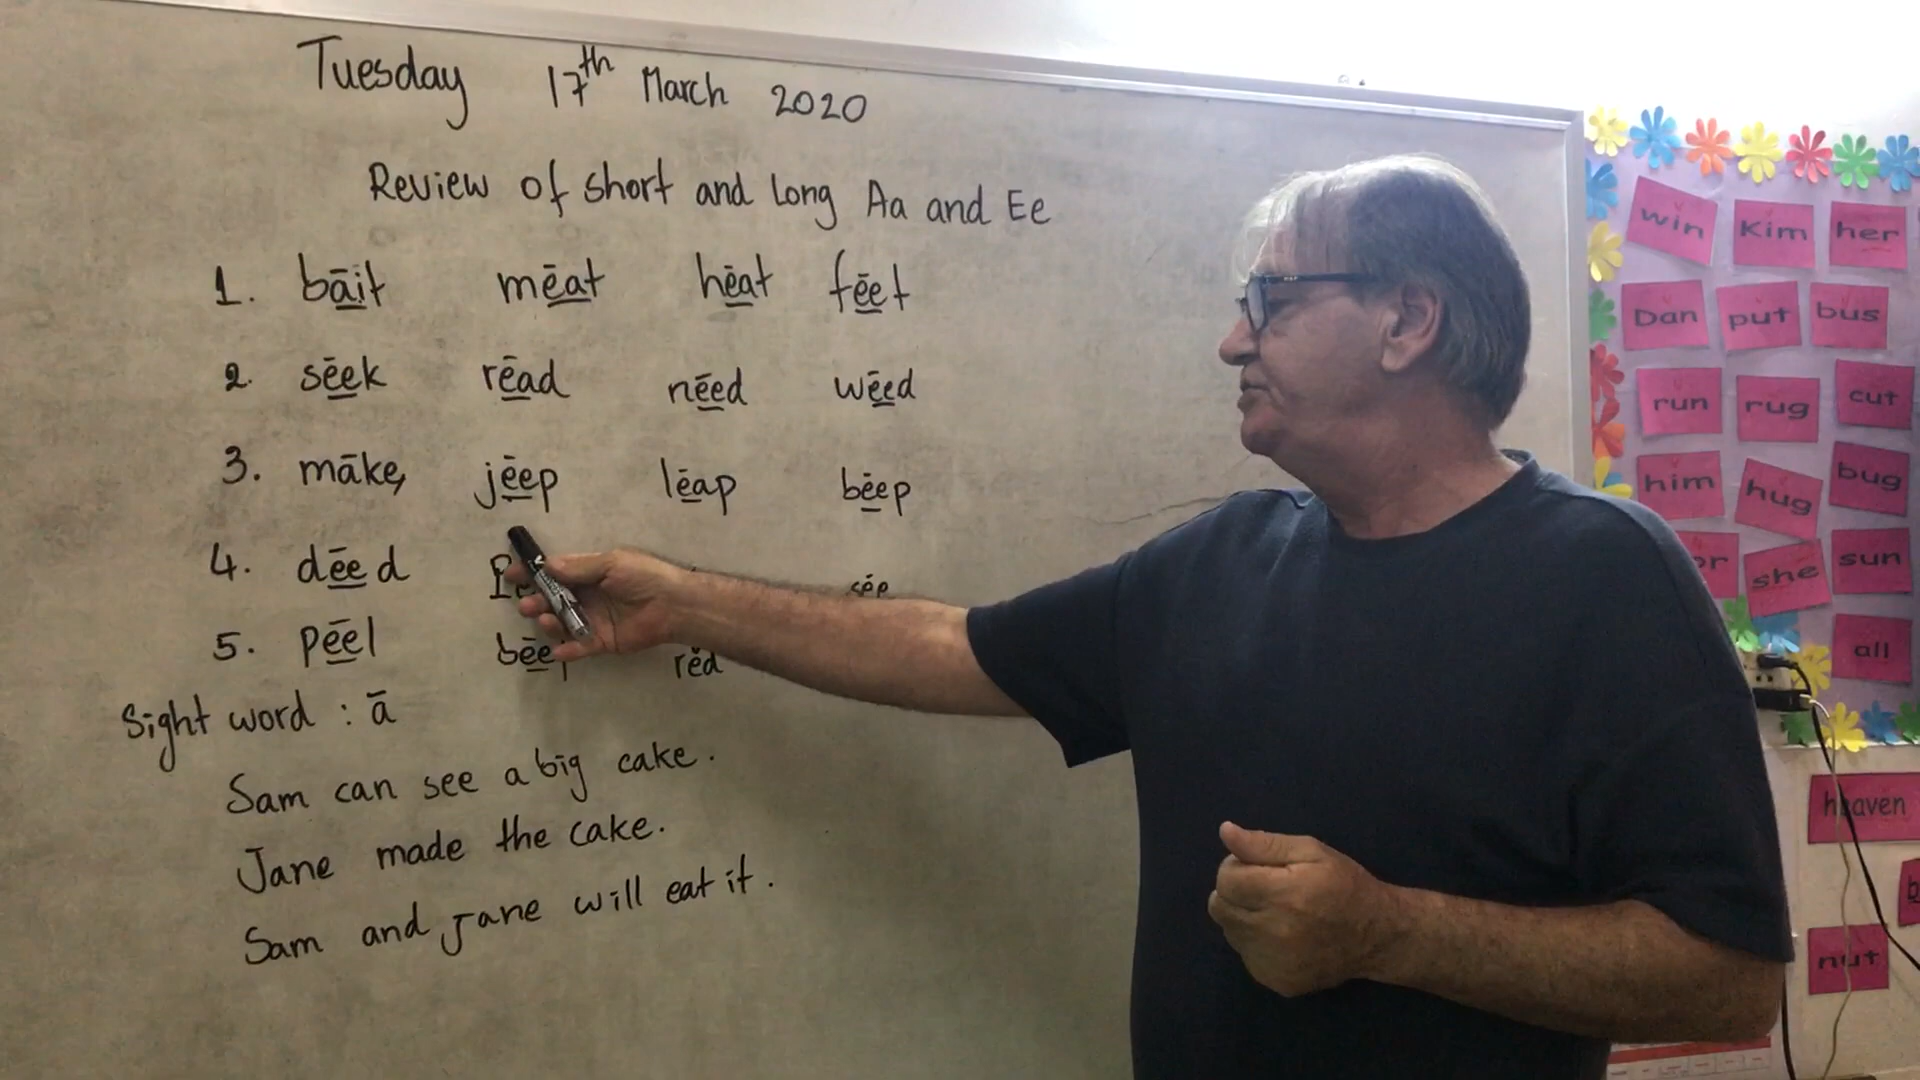 Tuesday 17th March 2020
Review of short and long Aa and Ee
1. bāit mēat hēat fēet
2. sēek rēad nēed wēed
3. māke, jēep lēap bēep
4. dēed
5. pēel rĕd
Sight word : ā
Sam can see a big cake.
Jane made the cake.
Sam and Jane will eat it.
win Kim her
Dan put bus
run rug cut
him hug bug
she sun
all
heaven
nut